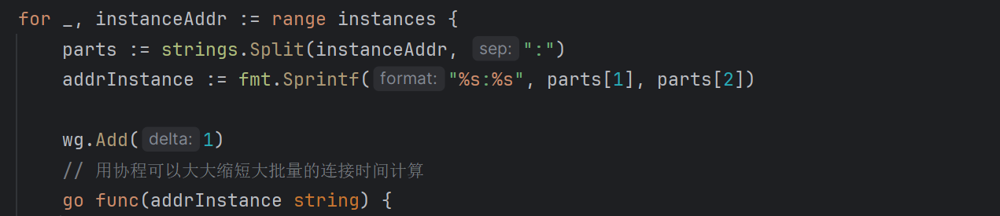 for _, instanceAddr := range instances {
parts := strings.Split(instanceAddr, sep: ":")
addrInstance := fmt.Sprintf(format: "%s:%s", parts[1], parts[2])
wg.Add(delta: 1)
// 用协程可以大大缩短大批量的连接时间计算
go func(addrInstance string) {